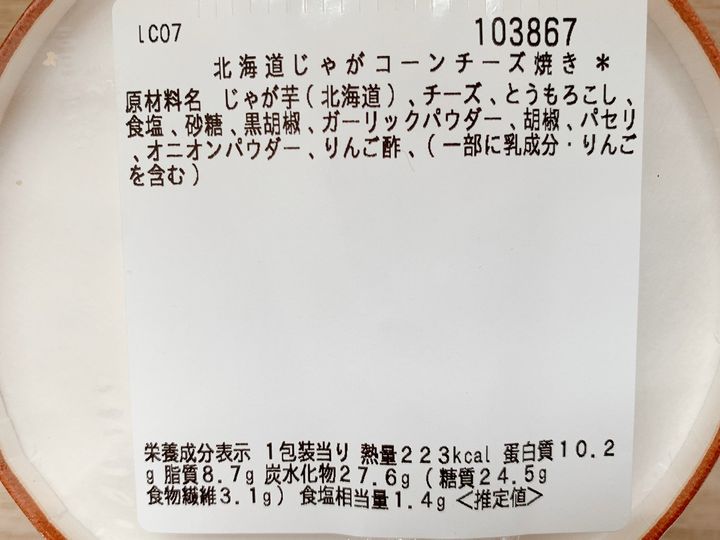 LC07 103867
北海道じゃがコーンチーズ焼き *
原材料名 じゃが芋(北海道)、チーズ、とうもろこし、
食塩、砂糖、黒胡椒、ガーリックパウダー、胡椒、パセリ
、オニオンパウダー、りんご酢、(一部に乳成分・りんご
を含む)
栄養成分表示 1包装当り 熱量223kcal 蛋白質10.2
g 脂質8.7g 炭水化物27.6g(糖質24.5g
食物繊維3.1g) 食塩相当量1.4g <推定値>